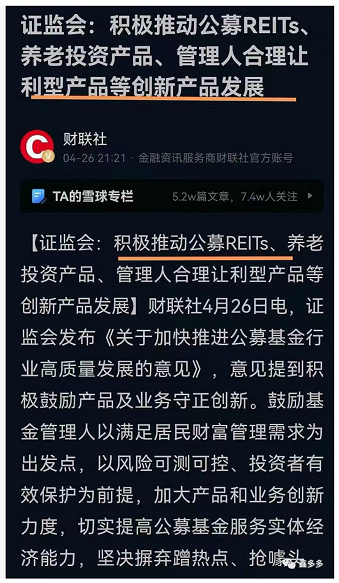 证监会：积极推动公募REITs、
养老投资产品、管理人合理让
利型产品等创新产品发展
财联社
04-26 21:21 · 金融资讯服务商财联社官方账号
TA的雪球专栏
5.2w篇文章，7.4w人关注
【证监会：积极推动公募REITs、养老
投资产品、管理人合理让利型产品等
创新产品发展】财联社4月26日电，证
监会发布《关于加快推进公募基金行
业高质量发展的意见》，意见提到积
极鼓励产品及业务守正创新。鼓励基
金管理人以满足居民财富管理需求为
出发点，以风险可测可控、投资者有
效保护为前提，加大产品和业务创新
力度，切实提高公募基金服务实体经
济能力，坚决摒弃蹭热点、抢噱头、
鑫多多